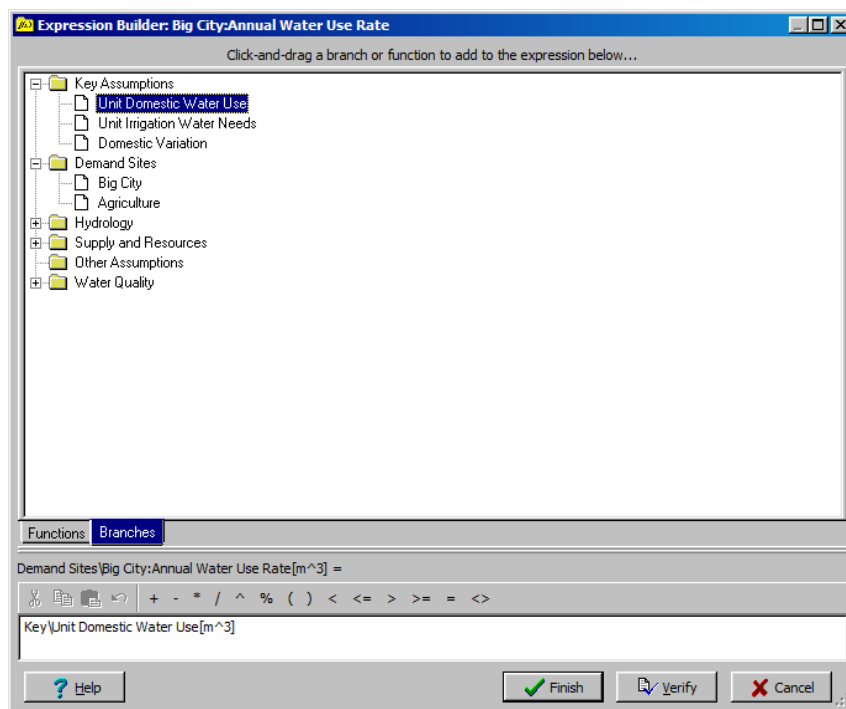 Expression Builder: Big City:Annual Water Use Rate
Click-and-drag a branch or function to add to the expression below...
Key Assumptions
Unit Domestic Water Use
Unit Irrigation Water Needs
Domestic Variation
Demand Sites
Big City
Agriculture
Hydrology
Supply and Resources
Other Assumptions
Water Quality
Functions Branches
Demand Sites\Big City:Annual Water Use Rate[m^3] =
+ - * / ^ % ( ) < <= > >= = <>
Key\Unit Domestic Water Use[m^3]
? Help Finish Verify Cancel